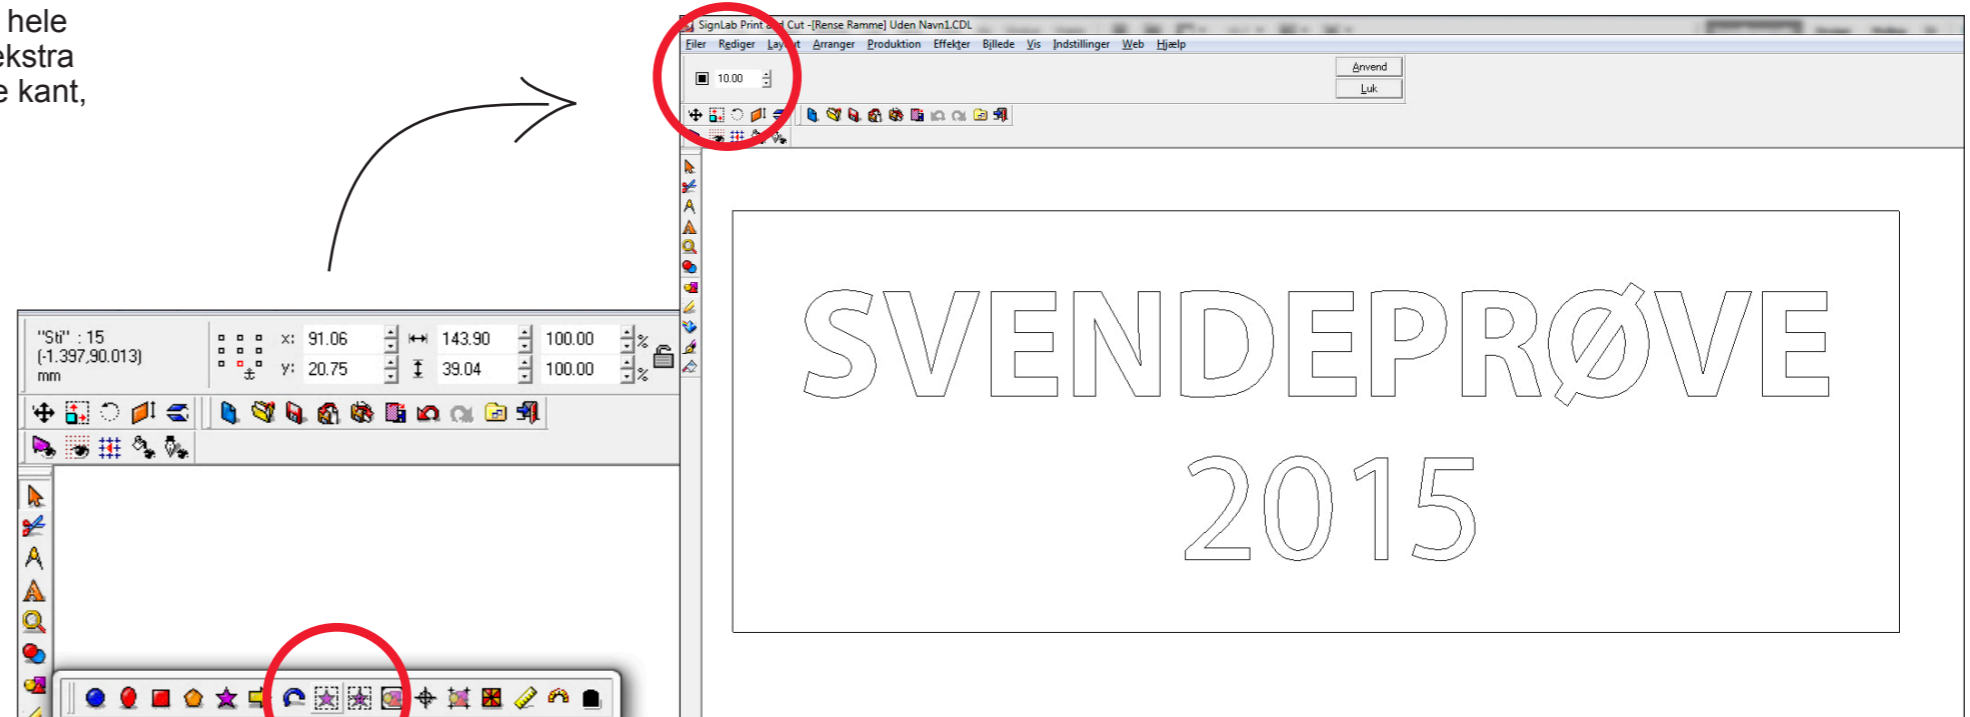 hele
ekstra
e kant,
SignLab Print and Cut -[Rense Ramme] Uden Navn1.CDL
Filer Rediger Layout Arranger Produktion Effekter Billede Vis Indstillinger Web Hjælp
10.00
Anvend
Luk
SVENDEPRØVE
2015
"Sti" : 15
(-1.397,90.013)
mm
x: 91.06 143.90 100.00 %
y: 20.75 39.04 100.00 %